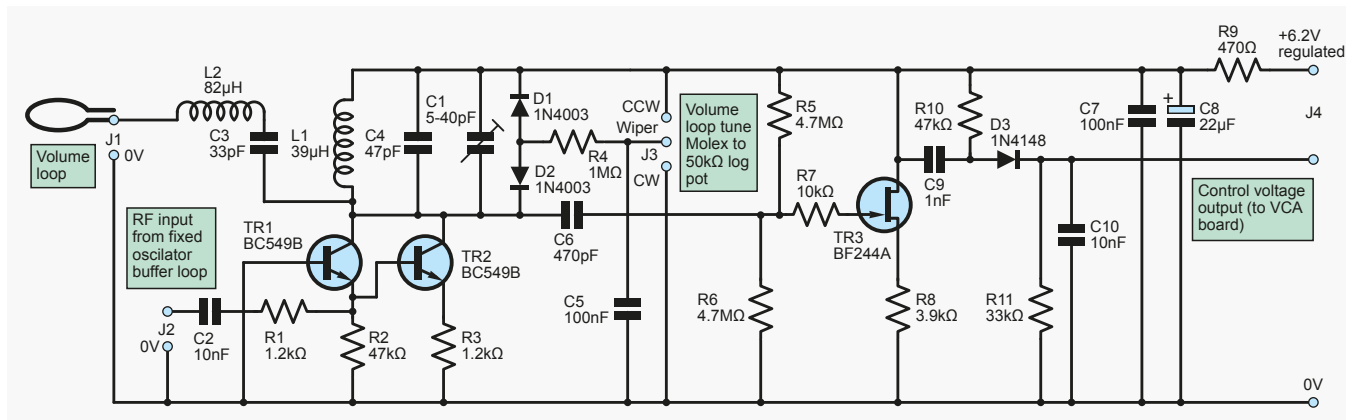 L2
82µH
C3
33pF
L1
39µH
J1
0V
Volume
loop
RF input
from fixed
oscilator
buffer loop
J2
0V
C2
10nF
R1
1.2kΩ
TR1
BC549B
R2
47kΩ
TR2
BC549B
R3
1.2kΩ
C4
47pF
C1
5-40pF
D1
1N4003
D2
1N4003
R4
1MΩ
C6
470pF
C5
100nF
CCW
Wiper
J3
CW
Volume
loop tune
Molex to
50kΩ log
pot
R5
4.7MΩ
R6
4.7MΩ
R7
10kΩ
TR3
BF244A
R8
3.9kΩ
C9
1nF
R10
47kΩ
D3
1N4148
R11
33kΩ
C10
10nF
C7
100nF
+
C8
22µF
R9
470Ω
+6.2V
regulated
J4
Control voltage
output (to VCA
board)
0V